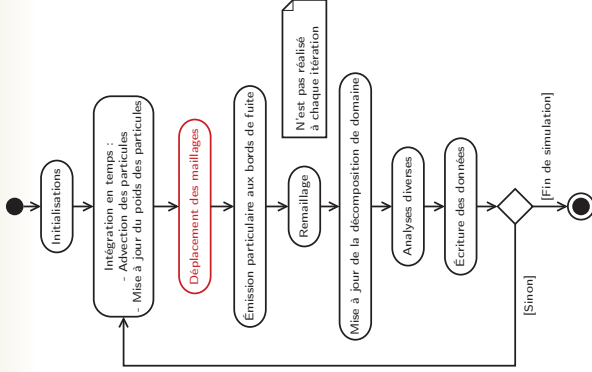 Initialisations
Intégration en temps :
- Advection des particules
- Mise à jour du poids des particules
Déplacement des maillages
Émission particulaire aux bords de fuite
Remaillage
N'est pas réalisé
à chaque itération
Mise à jour de la décomposition de domaine
Analyses diverses
Écriture des données
[Sinon]
[Fin de simulation]